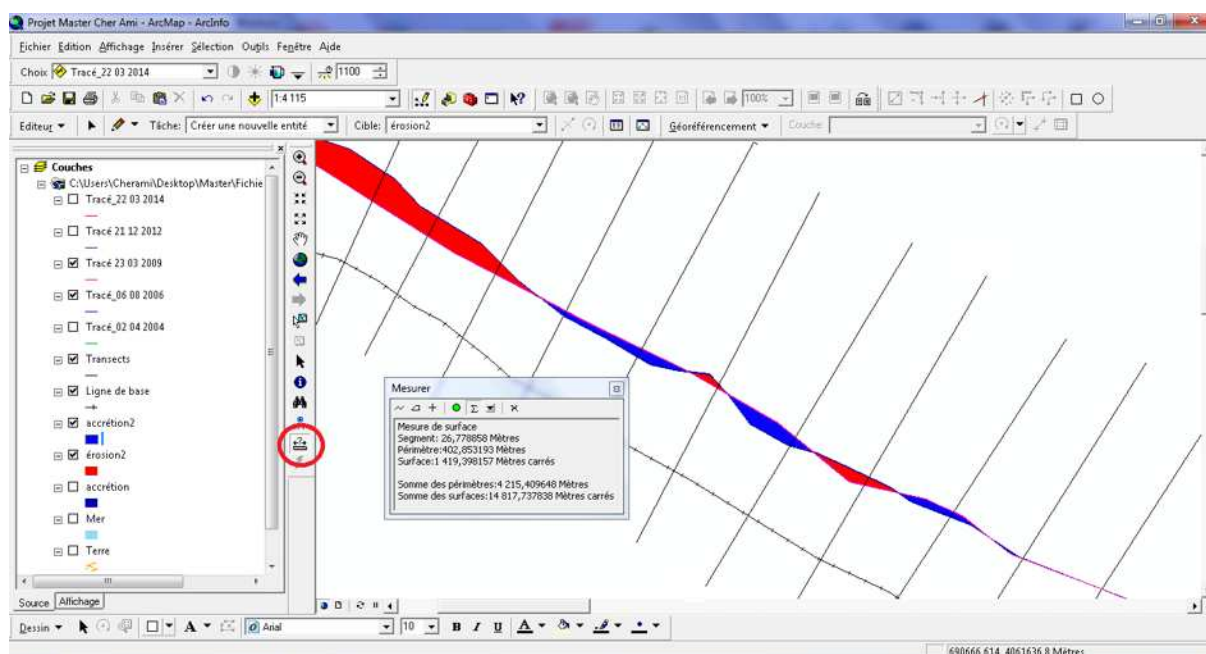 Projet Master Cher Ami - ArcMap - ArcInfo
Fichier Edition Affichage Insérer Sélection Outils Fenêtre Aide
Choix Tracé_22 03 2014 1100
1:4 115 100%
Editeur Tâche: Créer une nouvelle entité Cible: érosion2 Géoréférencement Couche:
Couches
C:\Users\Cherami\Desktop\Master\Fichie
Tracé_22 03 2014
Tracé 21 12 2012
Tracé 23 03 2009
Tracé_06 08 2006
Tracé_02 04 2004
Transects
Ligne de base
accrétion2
érosion2
accrétion
Mer
Terre
Mesurer
Mesure de surface
Segment: 26,778858 Mètres
Périmètre:402,853193 Mètres
Surface:1 419,398157 Mètres carrés
Somme des périmètres:4 215,409648 Mètres
Somme des surfaces:14 817,737838 Mètres carrés
Source Affichage
Dessin A Arial 10 B I U A
690666,614 4061636,8 Mètres